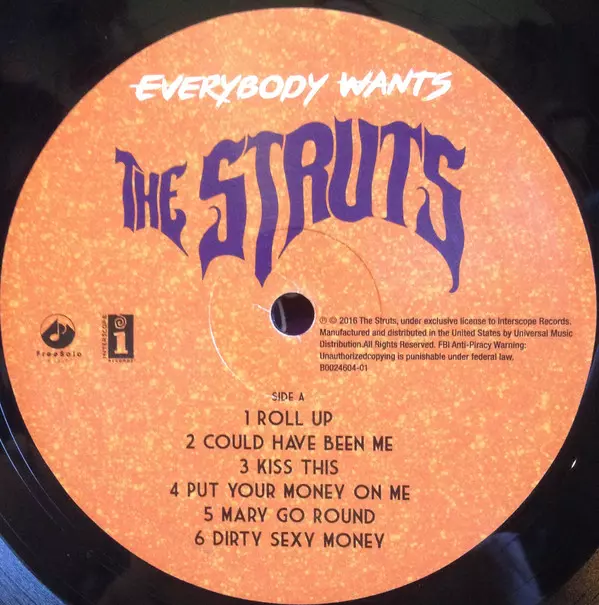 EVERYBODY WANTS
THE STRUTS
℗ © 2016 The Struts, under exclusive license to Interscope Records.
Manufactured and distributed in the United States by Universal Music
Distribution.All Rights Reserved. FBI Anti-Piracy Warning:
Unauthorizedcopying is punishable under federal law.
B0024604-01
FreeSolo
INTERSCOPE
records
SIDE A
1 ROLL UP
2 COULD HAVE BEEN ME
3 KISS THIS
4 PUT YOUR MONEY ON ME
5 MARY GO ROUND
6 DIRTY SEXY MONEY